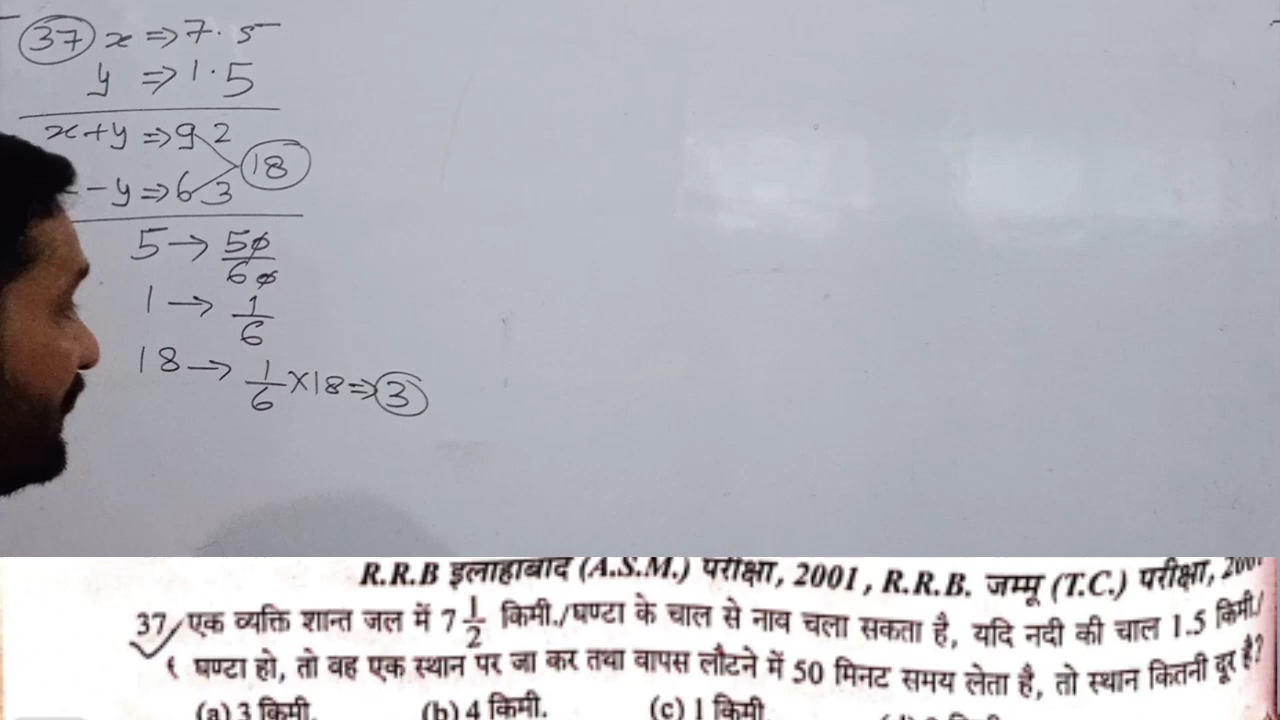 37 x ⇒ 7.5
y ⇒ 1.5
x+y ⇒ 9 2
- y ⇒ 6 3
18
5 → 50/60
1 → 1/6
18 → 1/6 × 18 ⇒ 3
R.R.B इलाहाबाद (A.S.M.) परीक्षा, 2001, R.R.B. जम्मू (T.C.) परीक्षा,
37. एक व्यक्ति शान्त जल में 7 1/2 किमी./घण्टा के चाल से नाव चला सकता है, यदि नदी की चाल 1.5 किमी./
घण्टा हो, तो वह एक स्थान पर जा कर तथा वापस लौटने में 50 मिनट समय लेता है, तो स्थान कितनी दूर है?
(a) 3 किमी. (b) 4 किमी. (c) 1 किमी